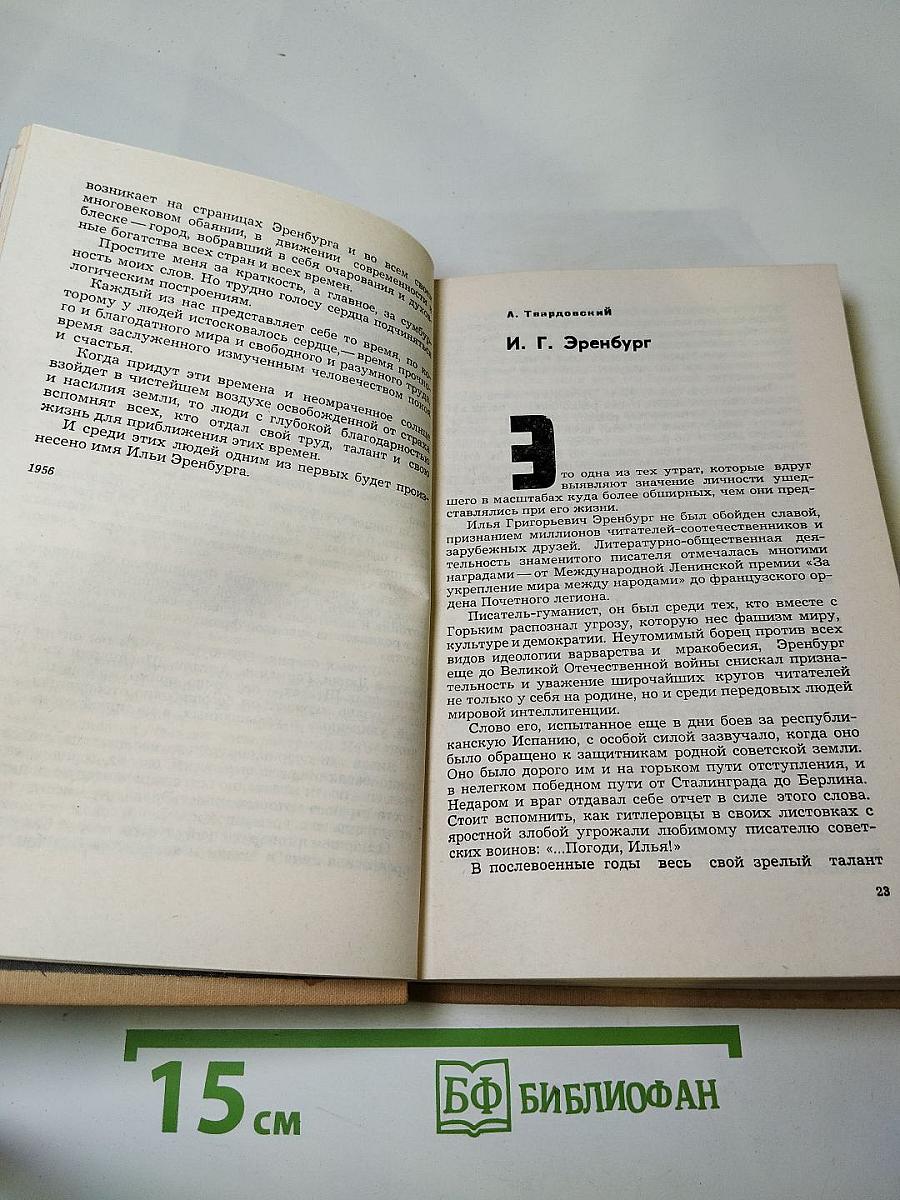 возникает на страницах Эренбурга и во всем своем
многовековом обаянии, в движении современности, в
блеске — город, вобравший в себя очарования и духов-
ные богатства всех стран и всех времен.
Простите меня за краткость, а главное, за сумбур-
ность моих слов. Но трудно голосу сердца подчиняться
логическим построениям.
Каждый из нас представляет себе то время, по ко-
торому у людей истосковалось сердце, — время прочно-
го и благодатного мира и свободного и разумного труда,
время заслуженного измученным человечеством покоя
и счастья.
Когда придут эти времена и неомраченное солнце
взойдет в чистейшем воздухе освобожденной от страха
и насилия земли, то люди с глубокой благодарностью
вспомнят всех, кто отдал свой труд, талант и свою
жизнь для приближения этих времен.
И среди этих людей одним из первых будет произ-
несено имя Ильи Эренбурга.
1956
А. Твардовский
И. Г. Эренбург
Это одна из тех утрат, которые вдруг
выявляют значение личности ушед-
шего в масштабах куда более обширных, чем они пред-
ставлялись при его жизни.
Илья Григорьевич Эренбург не был обойден славой,
признанием миллионов читателей-соотечественников и
зарубежных друзей. Литературно-общественная дея-
тельность знаменитого писателя отмечалась многими
наградами — от Международной Ленинской премии «За
укрепление мира между народами» до французского ор-
дена Почетного легиона.
Писатель-гуманист, он был среди тех, кто вместе с
Горьким распознал угрозу, которую нес фашизм миру,
культуре и демократии. Неутомимый борец против всех
видов идеологии варварства и мракобесия, Эренбург
еще до Великой Отечественной войны снискал призна-
тельность и уважение широчайших кругов читателей
не только у себя на родине, но и среди передовых людей
мировой интеллигенции.
Слово его, испытанное еще в дни боев за республи-
канскую Испанию, с особой силой зазвучало, когда оно
было обращено к защитникам родной советской земли.
Оно было дорого им и на горьком пути отступления, и
в нелегком победном пути от Сталинграда до Берлина.
Недаром и враг отдавал себе отчет в силе этого слова.
Стоит вспомнить, как гитлеровцы в своих листовках с
яростной злобой угрожали любимому писателю совет-
ских воинов: «...Погоди, Илья!»
В послевоенные годы весь свой зрелый талант
23
15 см
БФ БИБЛИОФАН